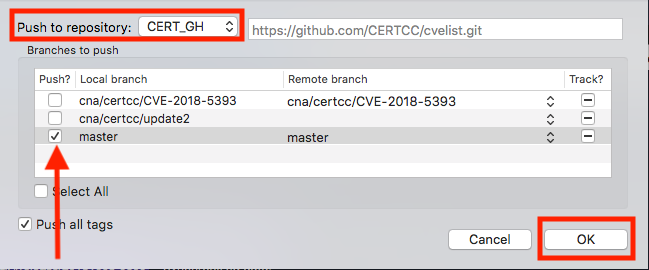 Push to repository: CERT_GH https://github.com/CERTCC/cvelist.git
Branches to push
Push? Local branch Remote branch Track?
cna/certcc/CVE-2018-5393 cna/certcc/CVE-2018-5393
cna/certcc/update2
master master
Select All
Push all tags
Cancel OK